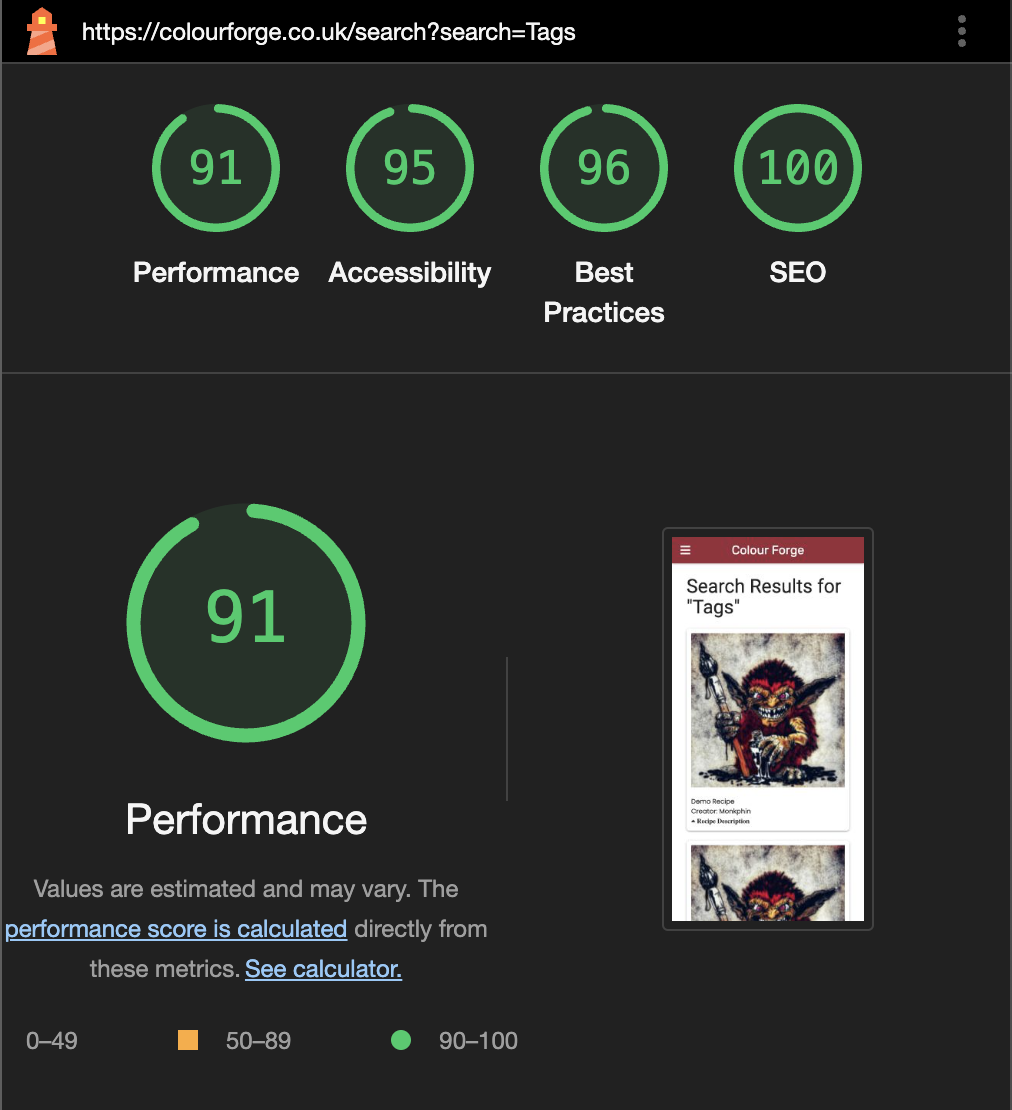 https://colourforge.co.uk/search?search=Tags
91
95
96
100
Performance
Accessibility
Best
Practices
SEO
91
Performance
Values are estimated and may vary. The
performance score is calculated directly from
these metrics. See calculator.
0–49
50–89
90–100
Colour Forge
Search Results for
"Tags"
Demo Recipe
Creator: Monkphin
Recipe Description